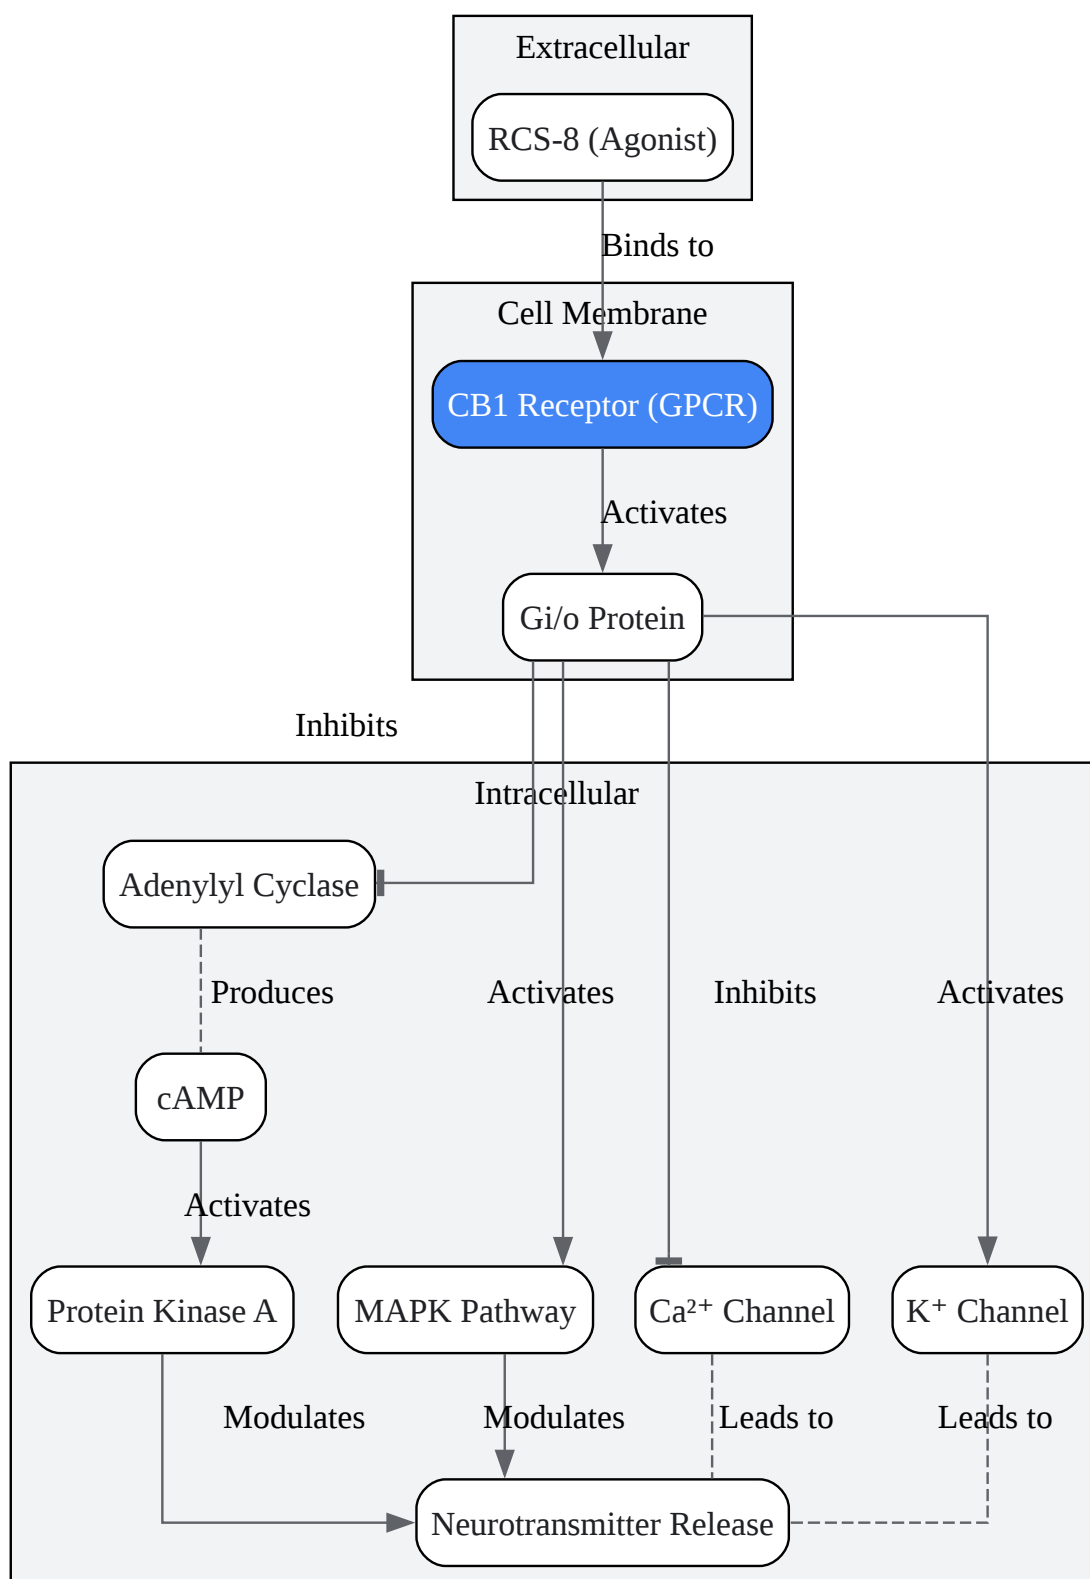 Extracellular
RCS-8 (Agonist)
Binds to
Cell Membrane
CB1 Receptor (GPCR)
Activates
Gi/o Protein
Inhibits
Intracellular
Adenylyl Cyclase
Produces
Activates
Inhibits
Activates
cAMP
Activates
Protein Kinase A
MAPK Pathway
Ca²⁺ Channel
K⁺ Channel
Modulates
Modulates
Leads to
Leads to
Neurotransmitter Release